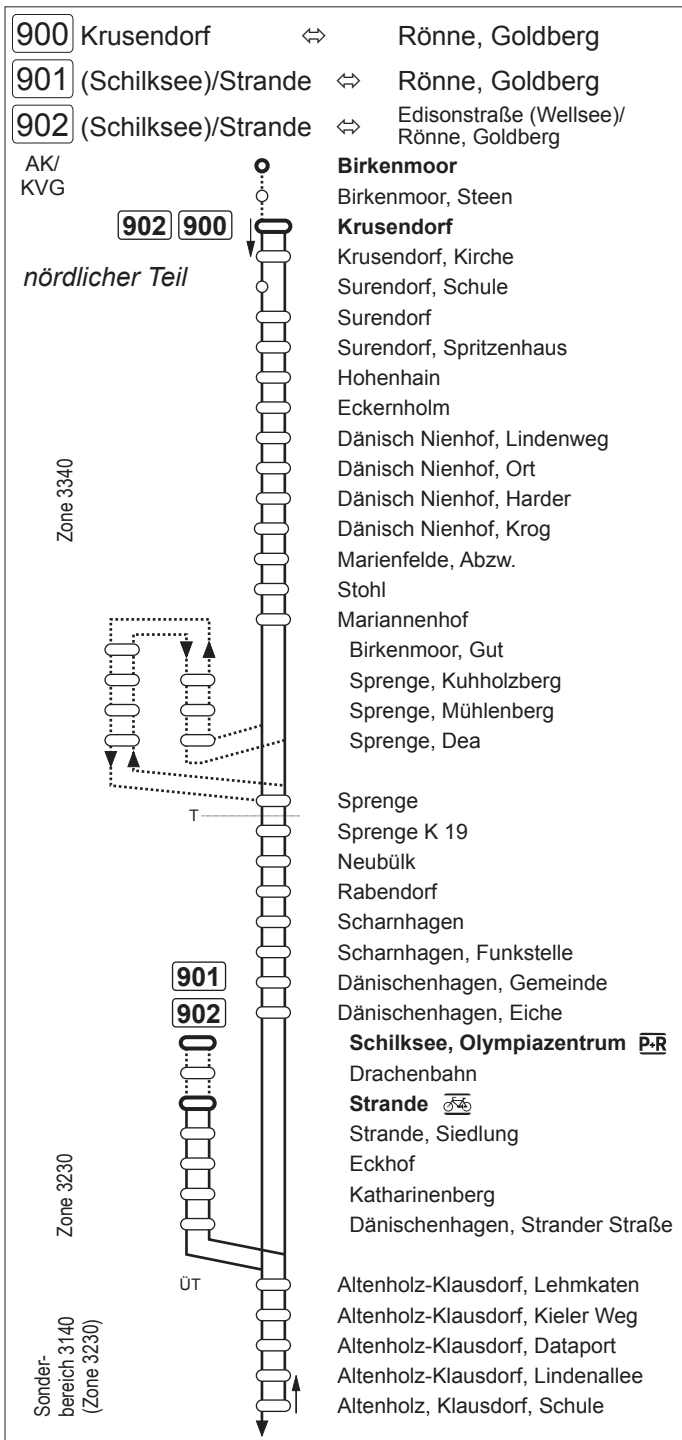 900 Krusendorf ⇔ Rönne, Goldberg
901 (Schilksee)/Strande ⇔ Rönne, Goldberg
902 (Schilksee)/Strande ⇔ Edisonstraße (Wellsee)/
Rönne, Goldberg
AK/
KVG
Birkenmoor
Birkenmoor, Steen
902 900 Krusendorf
Krusendorf, Kirche
nördlicher Teil
Surendorf, Schule
Surendorf
Surendorf, Spritzenhaus
Hohenhain
Eckernholm
Dänisch Nienhof, Lindenweg
Dänisch Nienhof, Ort
Zone 3340
Dänisch Nienhof, Harder
Dänisch Nienhof, Krog
Marienfelde, Abzw.
Stohl
Mariannenhof
Birkenmoor, Gut
Sprenge, Kuhholzberg
Sprenge, Mühlenberg
Sprenge, Dea
Sprenge
T
Sprenge K 19
Neubülk
Rabendorf
Scharnhagen
Scharnhagen, Funkstelle
901 Dänischenhagen, Gemeinde
902 Dänischenhagen, Eiche
Schilksee, Olympiazentrum P+R
Drachenbahn
Strande
Strande, Siedlung
Eckhof
Zone 3230
Katharinenberg
Dänischenhagen, Strander Straße
ÜT
Altenholz-Klausdorf, Lehmkaten
Altenholz-Klausdorf, Kieler Weg
Altenholz-Klausdorf, Dataport
Sonder-
bereich 3140
(Zone 3230)
Altenholz-Klausdorf, Lindenallee
Altenholz, Klausdorf, Schule